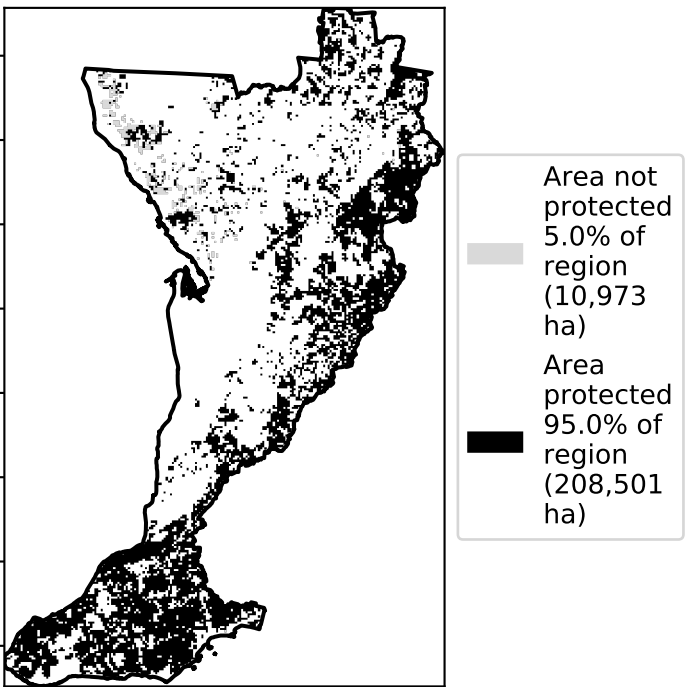 Area not
protected
5.0% of
region
(10,973
ha)
Area
protected
95.0% of
region
(208,501
ha)